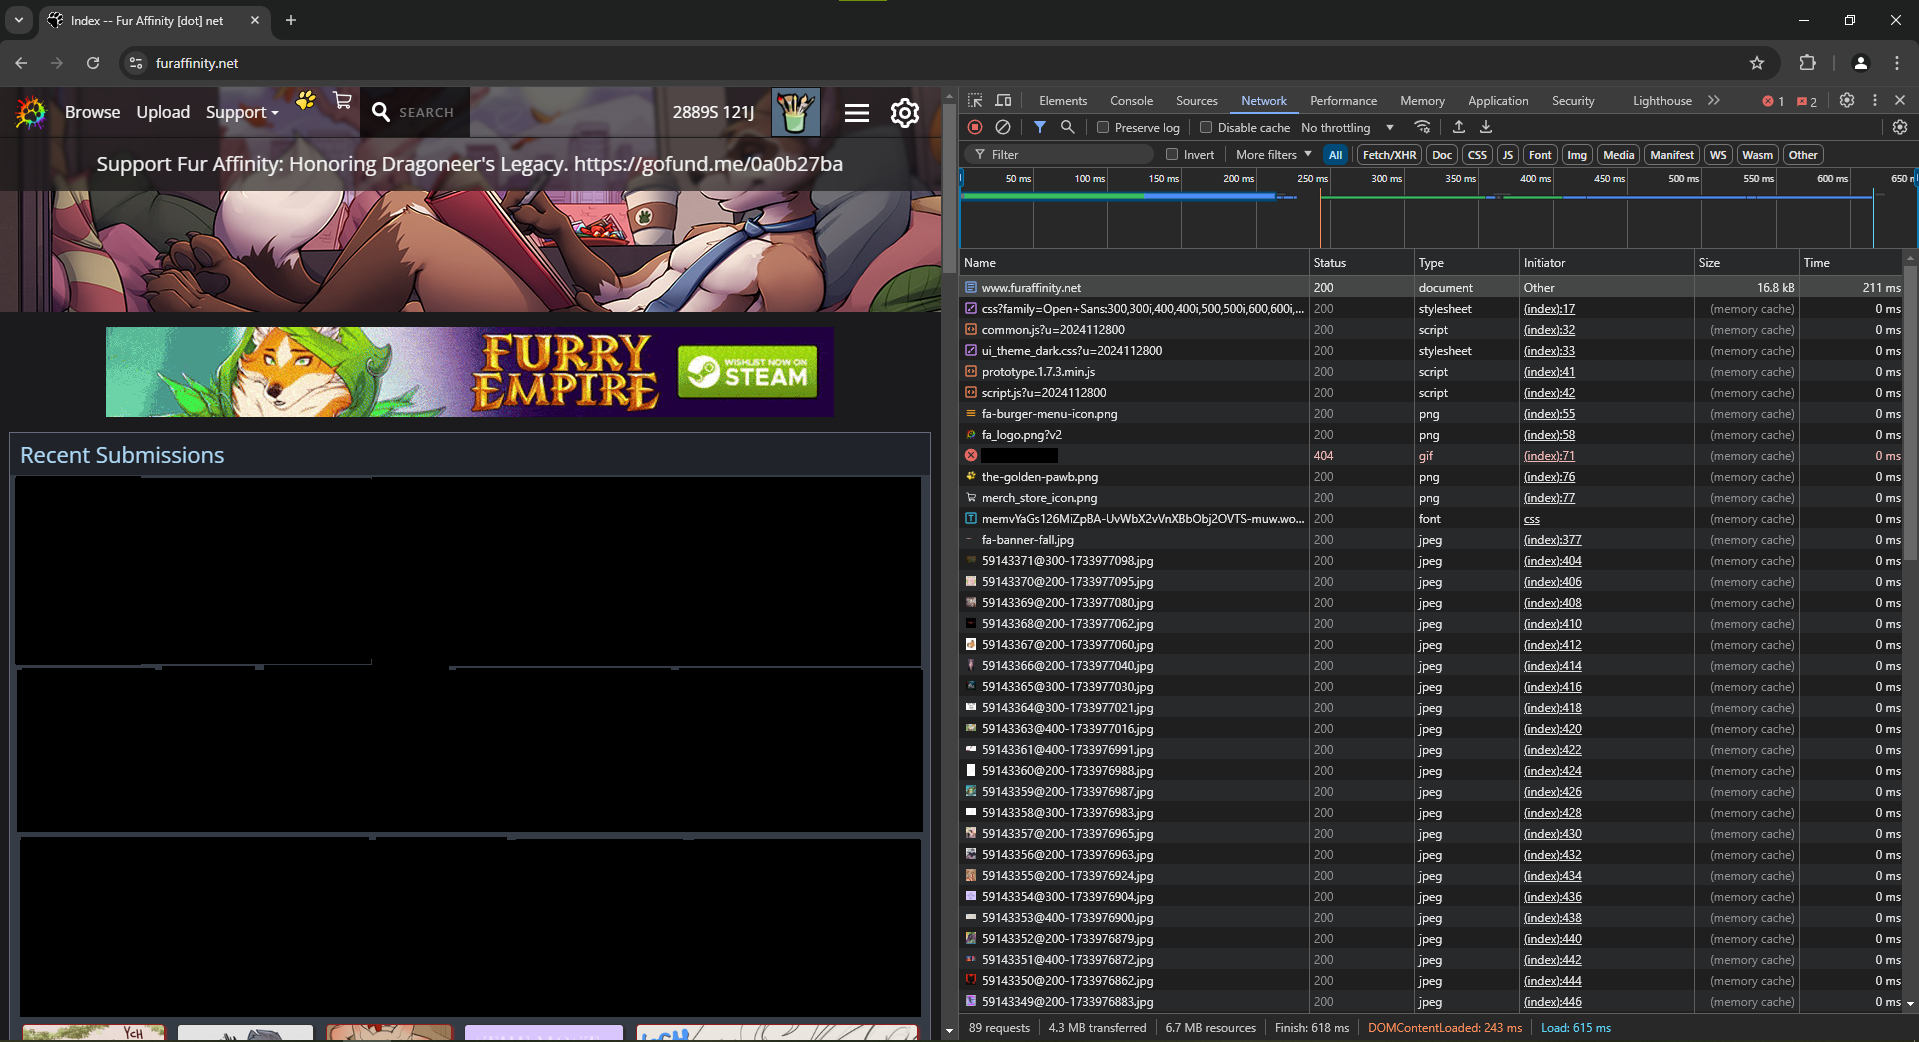 Index -- Fur Affinity [dot] net
furaffinity.net
Browse Upload Support SEARCH 2889S 121J
Support Fur Affinity: Honoring Dragoneer's Legacy. https://gofund.me/0a0b27ba
FURRY EMPIRE
WISHLIST NOW ON
STEAM
Recent Submissions
YCH
Elements Console Sources Network Performance Memory Application Security Lighthouse 1 2
Preserve log Disable cache No throttling
Filter Invert More filters All Fetch/XHR Doc CSS JS Font Img Media Manifest WS Wasm Other
50 ms 100 ms 150 ms 200 ms 250 ms 300 ms 350 ms 400 ms 450 ms 500 ms 550 ms 600 ms 650 m
Name Status Type Initiator Size Time
www.furaffinity.net 200 document Other 16.8 kB 211 ms
css?family=Open+Sans:300,300i,400,400i,500,500i,600,600i,... 200 stylesheet (index):17 (memory cache) 0 ms
common.js?u=2024112800 200 script (index):32 (memory cache) 0 ms
ui_theme_dark.css?u=2024112800 200 stylesheet (index):33 (memory cache) 0 ms
prototype.1.7.3.min.js 200 script (index):41 (memory cache) 0 ms
script.js?u=2024112800 200 script (index):42 (memory cache) 0 ms
fa-burger-menu-icon.png 200 png (index):55 (memory cache) 0 ms
fa_logo.png?v2 200 png (index):58 (memory cache) 0 ms
404 gif (index):71 (memory cache) 0 ms
the-golden-pawb.png 200 png (index):76 (memory cache) 0 ms
merch_store_icon.png 200 png (index):77 (memory cache) 0 ms
memvYaGs126MiZpBA-UvWbX2vVnXBbObj2OVTS-muw.wo... 200 font css (memory cache) 0 ms
fa-banner-fall.jpg 200 jpeg (index):377 (memory cache) 0 ms
59143371@300-1733977098.jpg 200 jpeg (index):404 (memory cache) 0 ms
59143370@200-1733977095.jpg 200 jpeg (index):406 (memory cache) 0 ms
59143369@200-1733977080.jpg 200 jpeg (index):408 (memory cache) 0 ms
59143368@200-1733977062.jpg 200 jpeg (index):410 (memory cache) 0 ms
59143367@200-1733977060.jpg 200 jpeg (index):412 (memory cache) 0 ms
59143366@200-1733977040.jpg 200 jpeg (index):414 (memory cache) 0 ms
59143365@300-1733977030.jpg 200 jpeg (index):416 (memory cache) 0 ms
59143364@300-1733977021.jpg 200 jpeg (index):418 (memory cache) 0 ms
59143363@400-1733977016.jpg 200 jpeg (index):420 (memory cache) 0 ms
59143361@400-1733976991.jpg 200 jpeg (index):422 (memory cache) 0 ms
59143360@200-1733976988.jpg 200 jpeg (index):424 (memory cache) 0 ms
59143359@200-1733976987.jpg 200 jpeg (index):426 (memory cache) 0 ms
59143358@300-1733976983.jpg 200 jpeg (index):428 (memory cache) 0 ms
59143357@200-1733976965.jpg 200 jpeg (index):430 (memory cache) 0 ms
59143356@200-1733976963.jpg 200 jpeg (index):432 (memory cache) 0 ms
59143355@200-1733976924.jpg 200 jpeg (index):434 (memory cache) 0 ms
59143354@300-1733976904.jpg 200 jpeg (index):436 (memory cache) 0 ms
59143353@400-1733976900.jpg 200 jpeg (index):438 (memory cache) 0 ms
59143352@200-1733976879.jpg 200 jpeg (index):440 (memory cache) 0 ms
59143351@400-1733976872.jpg 200 jpeg (index):442 (memory cache) 0 ms
59143350@200-1733976862.jpg 200 jpeg (index):444 (memory cache) 0 ms
59143349@200-1733976883.jpg 200 jpeg (index):446 (memory cache) 0 ms
89 requests 4.3 MB transferred 6.7 MB resources Finish: 618 ms DOMContentLoaded: 243 ms Load: 615 ms